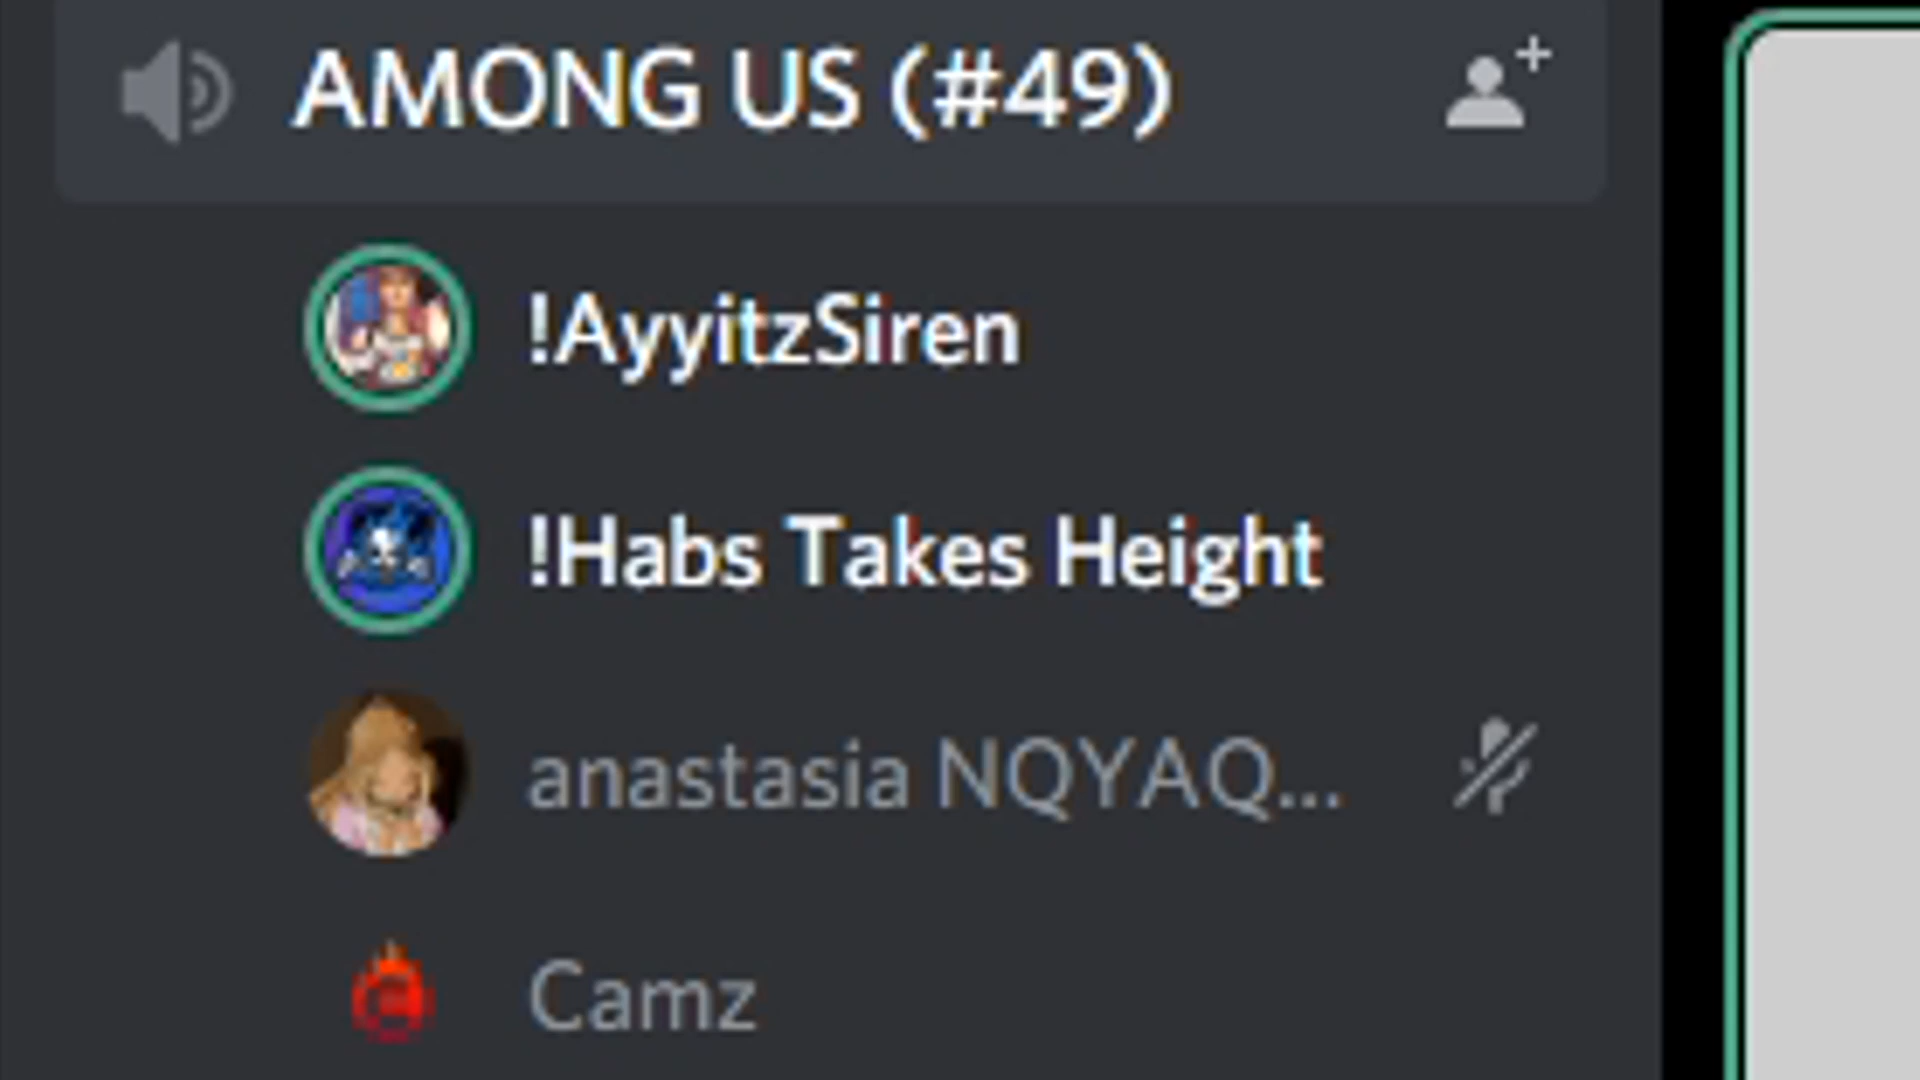 AMONG US (#49)
!AyyitzSiren
!Habs Takes Height
anastasia NQYAQ...
Camz